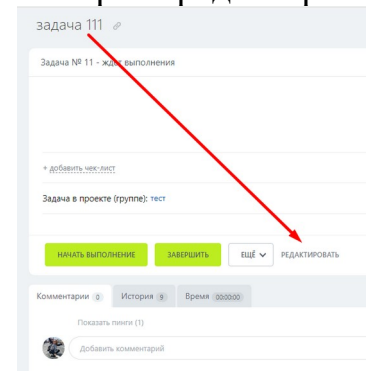 задача 111
Задача № 11 - ждет выполнения
+ добавить чек-лист
Задача в проекте (группе): тест
НАЧАТЬ ВЫПОЛНЕНИЕ ЗАВЕРШИТЬ ЕЩЁ РЕДАКТИРОВАТЬ
Комментарии 0 История 9 Время 00:00:00
Показать пинги (1)
Добавить комментарий